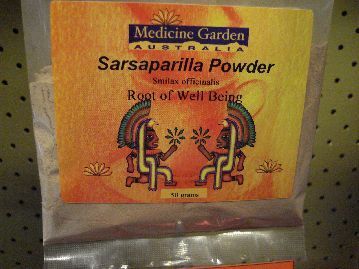 Medicine Garden
AUSTRALIA
Sarsaparilla Powder
Smilax officinalis
Root of Well Being
50 grams